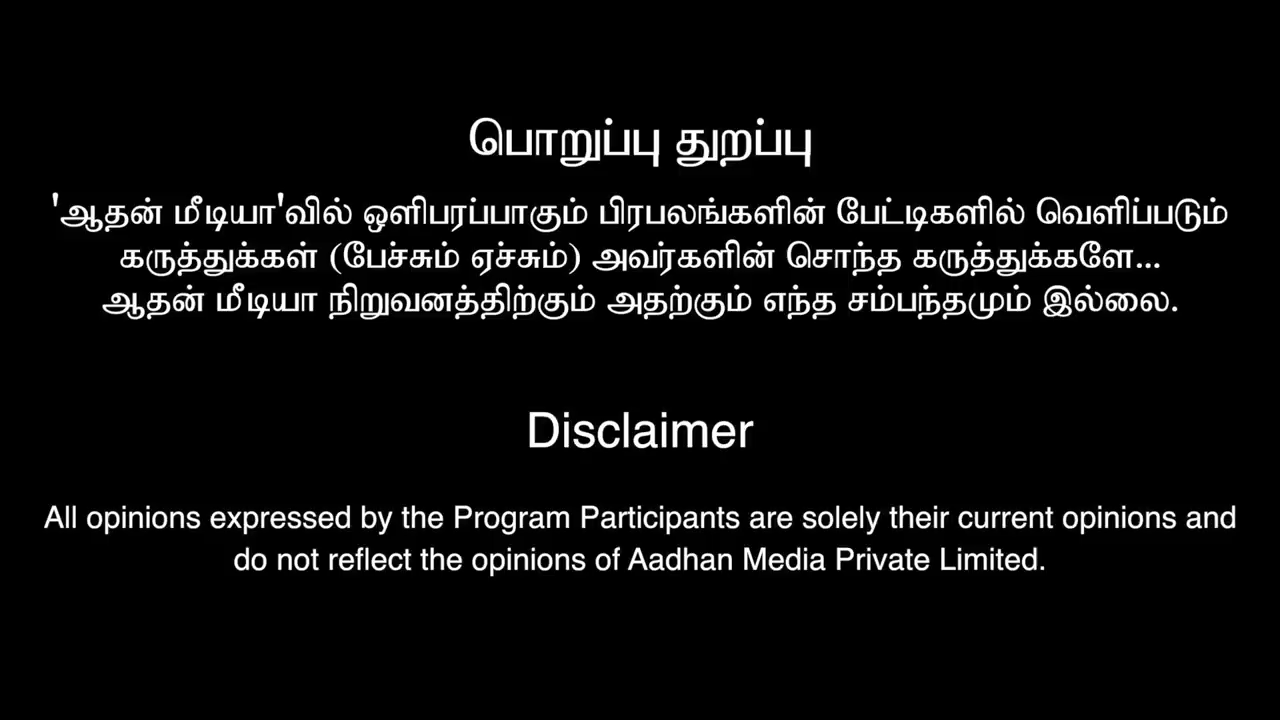 பொறுப்பு துறப்பு
'ஆதன் மீடியா'வில் ஒளிபரப்பாகும் பிரபலங்களின் பேட்டிகளில் வெளிப்படும்
கருத்துக்கள் (பேச்சும் ஏச்சும்) அவர்களின் சொந்த கருத்துக்களே...
ஆதன் மீடியா நிறுவனத்திற்கும் அதற்கும் எந்த சம்பந்தமும் இல்லை.
Disclaimer
All opinions expressed by the Program Participants are solely their current opinions and
do not reflect the opinions of Aadhan Media Private Limited.